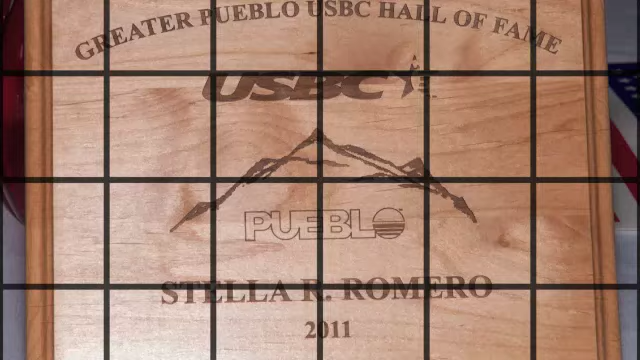 GREATER PUEBLO USBC HALL OF FAME
USBC
PUEBLO
STELLA R. ROMERO
2011